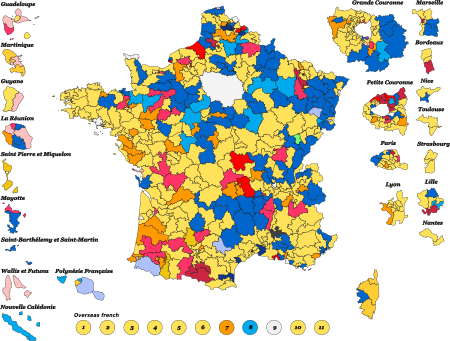 Guadeloupe
Martinique
Guyane
La Réunion
Saint Pierre et Miquelon
Mayotte
Saint-Barthélemy et Saint-Martin
Wallis et Futuna
Polynésie Française
Nouvelle Calédonie
Grande Couronne
Marseille
Bordeaux
Petite Couronne
Nice
Toulouse
Paris
Strasbourg
Lyon
Lille
Nantes
Overseas french
1 2 3 4 5 6 7 8 9 10 11